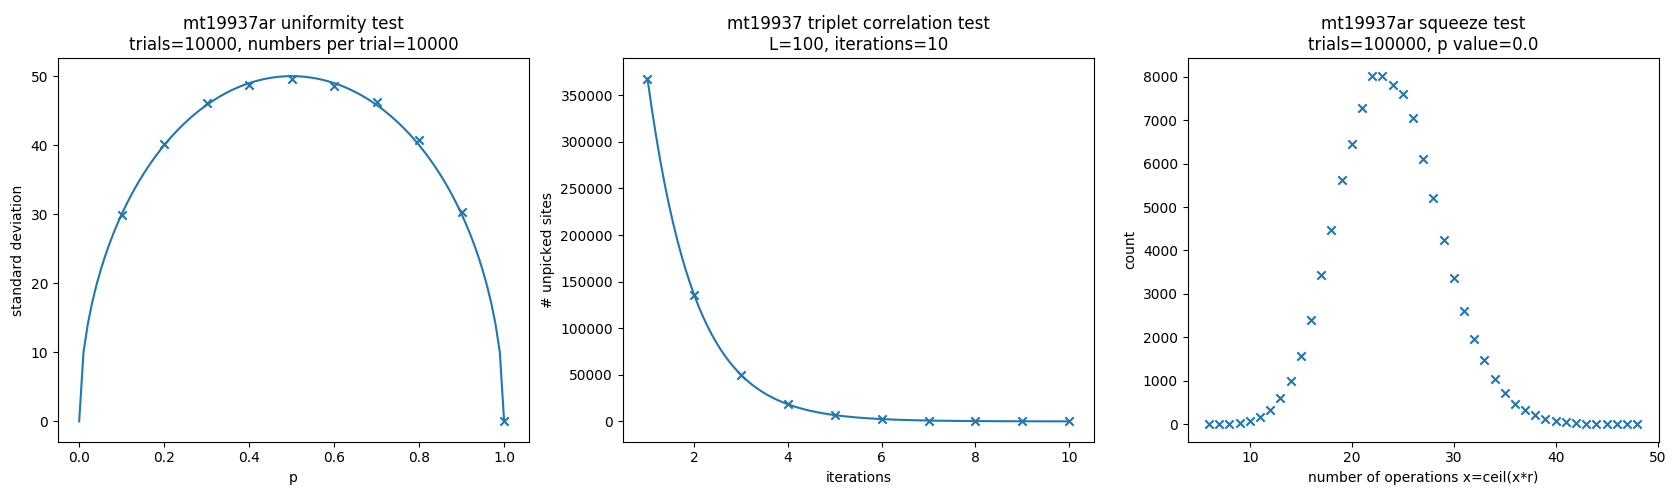 mt19937ar uniformity test
trials=10000, numbers per trial=10000
standard deviation
50
40
30
20
10
0
0.0 0.2 0.4 0.6 0.8 1.0
p
mt19937 triplet correlation test
L=100, iterations=10
# unpicked sites
350000
300000
250000
200000
150000
100000
50000
0
2 4 6 8 10
iterations
mt19937ar squeeze test
trials=100000, p value=0.0
count
8000
7000
6000
5000
4000
3000
2000
1000
0
10 20 30 40 50
number of operations x=ceil(x*r)